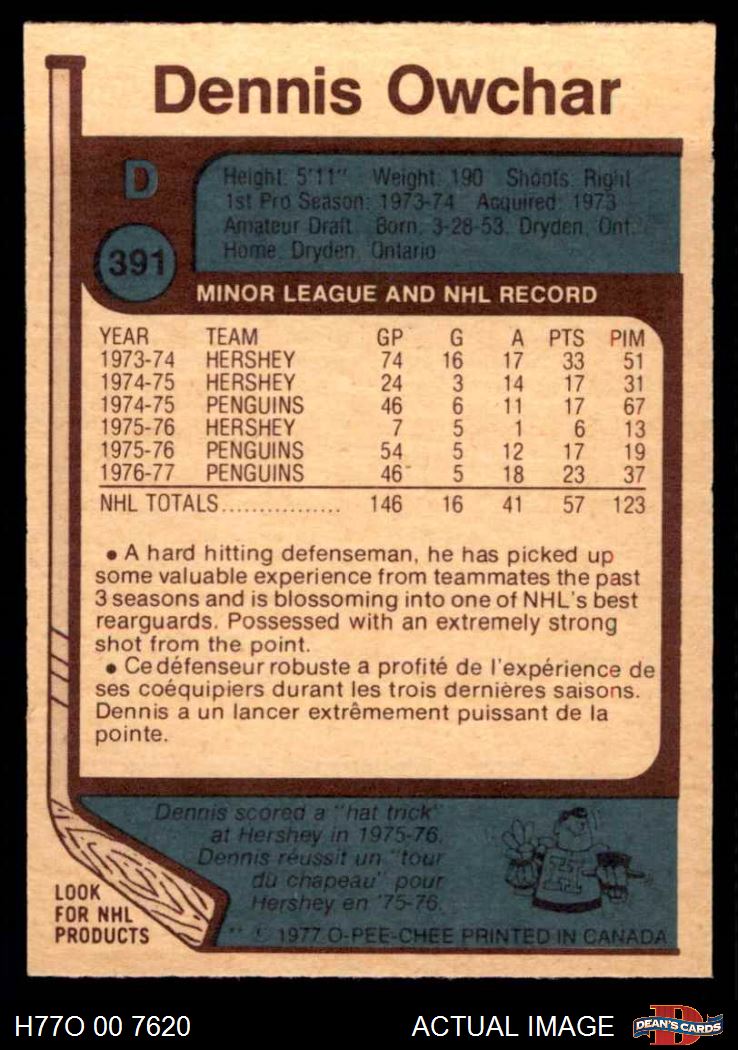 Dennis Owchar
D
391
Height: 5'11" Weight: 190 Shoots: Right
1st Pro Season: 1973-74 Acquired: 1973
Amateur Draft Born: 3-28-53, Dryden, Ont.
Home: Dryden, Ontario
MINOR LEAGUE AND NHL RECORD
YEAR TEAM GP G A PTS PIM
1973-74 HERSHEY 74 16 17 33 51
1974-75 HERSHEY 24 3 14 17 31
1974-75 PENGUINS 46 6 11 17 67
1975-76 HERSHEY 7 5 1 6 13
1975-76 PENGUINS 54 5 12 17 19
1976-77 PENGUINS 46 5 18 23 37
NHL TOTALS................ 146 16 41 57 123
● A hard hitting defenseman, he has picked up
some valuable experience from teammates the past
3 seasons and is blossoming into one of NHL's best
rearguards. Possessed with an extremely strong
shot from the point.
● Ce défenseur robuste a profité de l'expérience de
ses coéquipiers durant les trois dernières saisons.
Dennis a un lancer extrêmement puissant de la
pointe.
Dennis scored a "hat trick"
at Hershey in 1975-76.
Dennis réussit un "tour
du chapeau" pour
Hershey en '75-76.
H
LOOK
FOR NHL
PRODUCTS
** © 1977 O-PEE-CHEE PRINTED IN CANADA
H77O 00 7620
ACTUAL IMAGE
D
DEAN'S CARDS